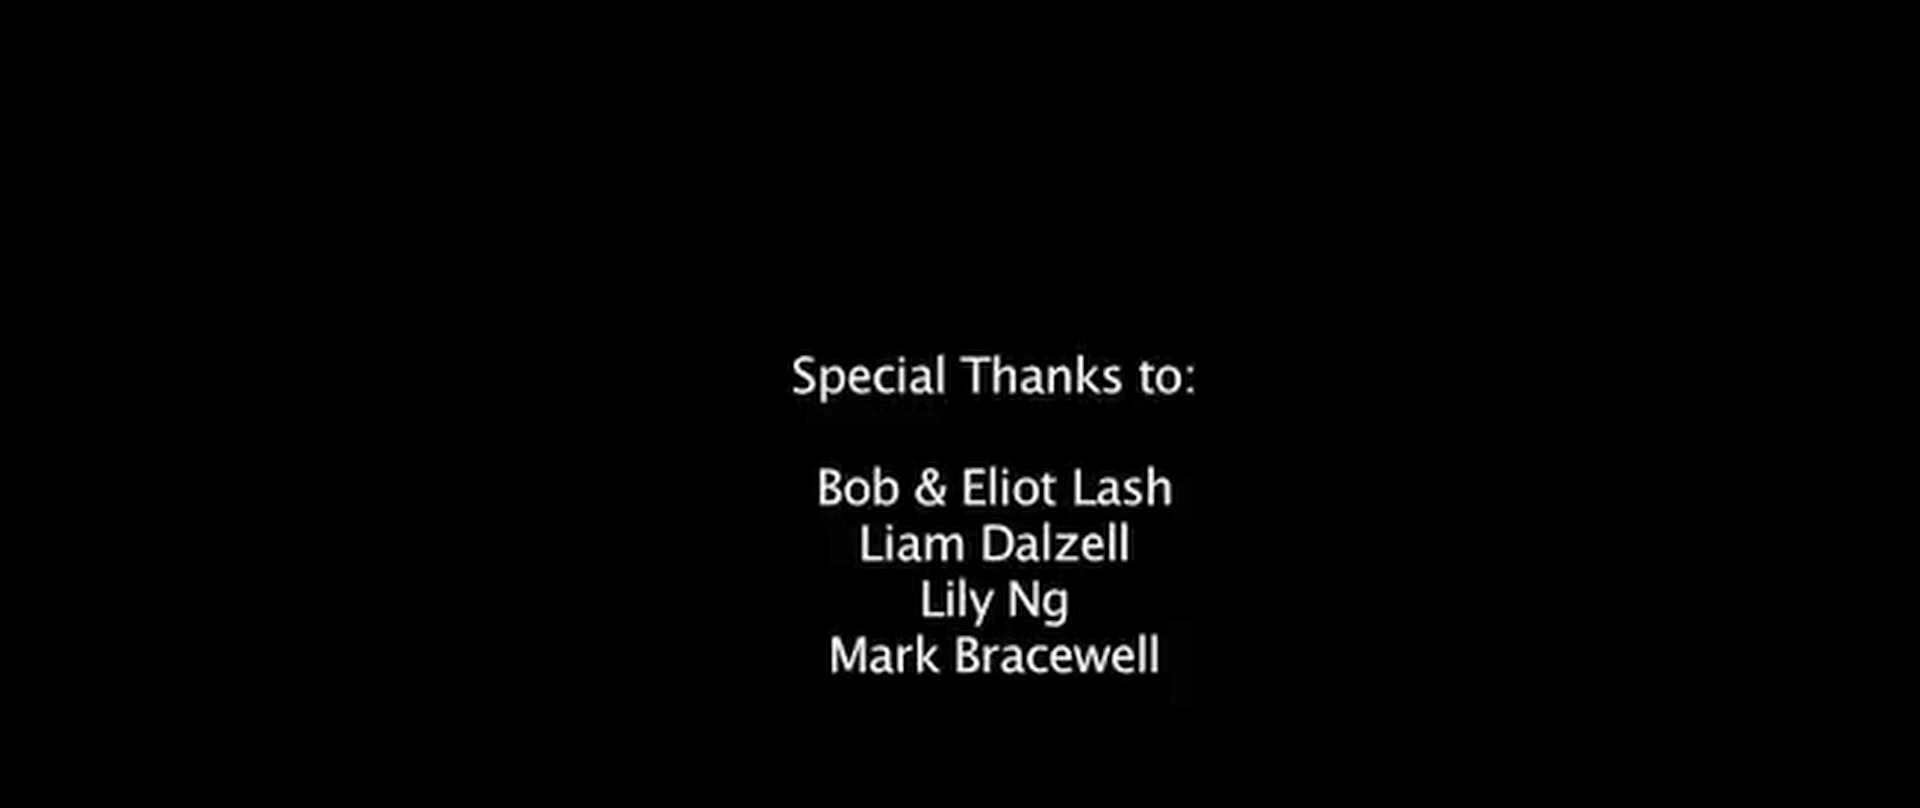 Special Thanks to:
Bob & Eliot Lash
Liam Dalzell
Lily Ng
Mark Bracewell